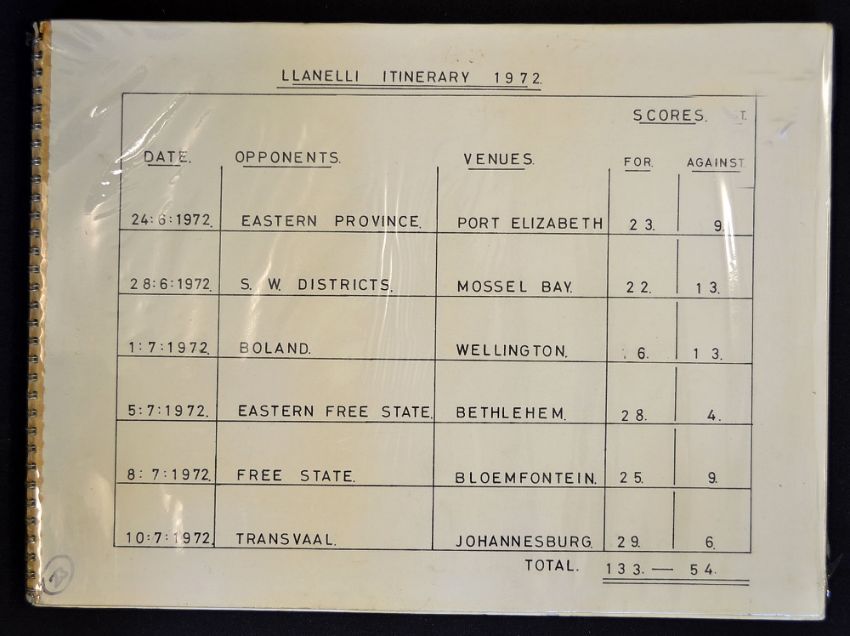 LLANELLI ITINERARY 1972.
SCORES. T.
DATE. OPPONENTS. VENUES. FOR. AGAINST
24:6:1972. EASTERN PROVINCE. PORT ELIZABETH 23. 9.
28:6:1972. S. W. DISTRICTS. MOSSEL BAY. 22. 13.
1:7:1972. BOLAND. WELLINGTON. 6. 13.
5:7:1972. EASTERN FREE STATE. BETHLEHEM. 28. 4.
8:7:1972. FREE STATE. BLOEMFONTEIN. 25. 9.
10:7:1972. TRANSVAAL. JOHANNESBURG. 29. 6.
TOTAL. 133. — 54.